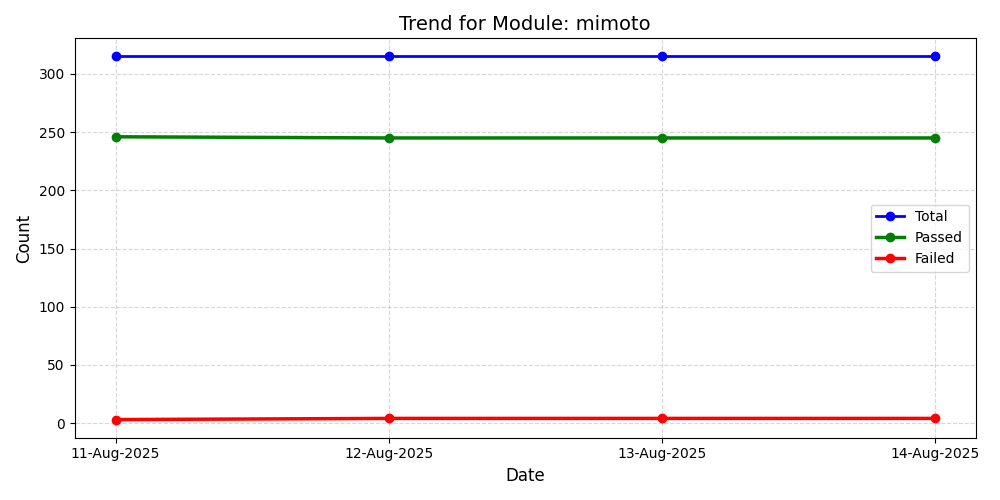 Trend for Module: mimoto
Count
300
250
200
150
100
50
0
Total
Passed
Failed
11-Aug-2025 12-Aug-2025 13-Aug-2025 14-Aug-2025
Date